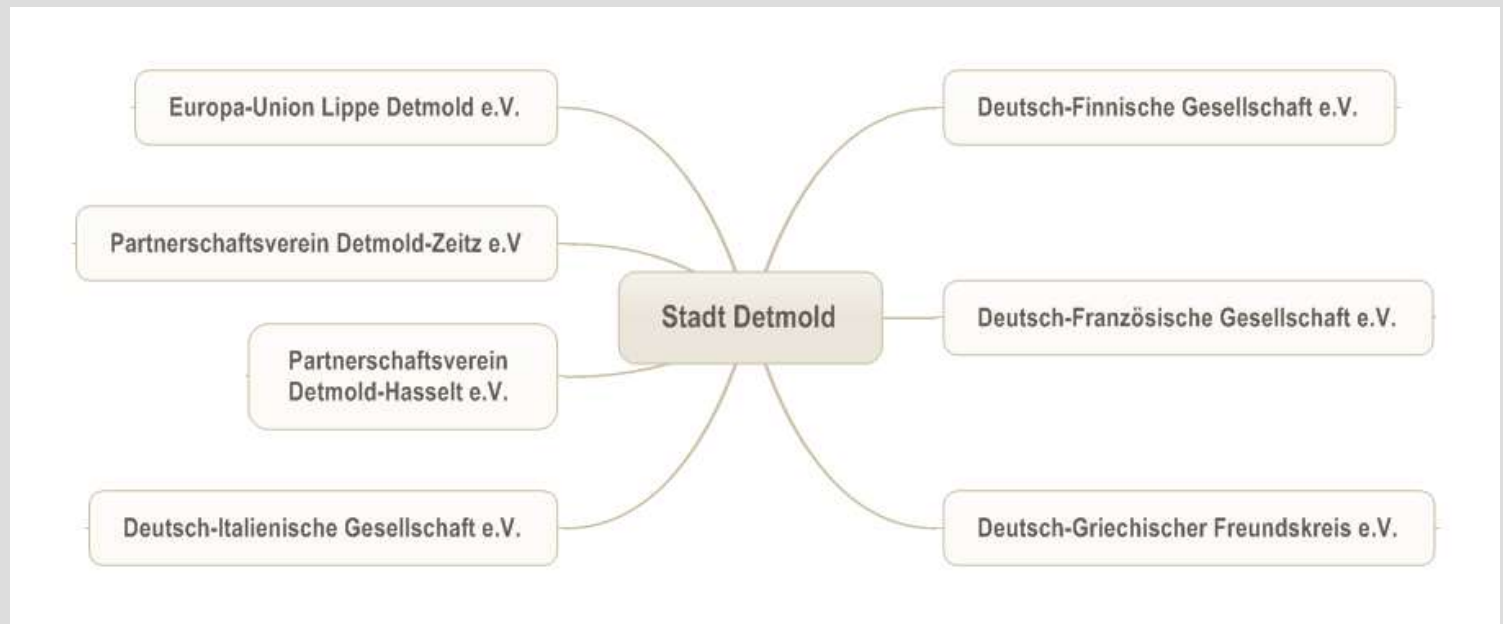 Europa-Union Lippe Detmold e.V.
Deutsch-Finnische Gesellschaft e.V.
Partnerschaftsverein Detmold-Zeitz e.V
Stadt Detmold
Deutsch-Französische Gesellschaft e.V.
Partnerschaftsverein
Detmold-Hasselt e.V.
Deutsch-Italienische Gesellschaft e.V.
Deutsch-Griechischer Freundskreis e.V.